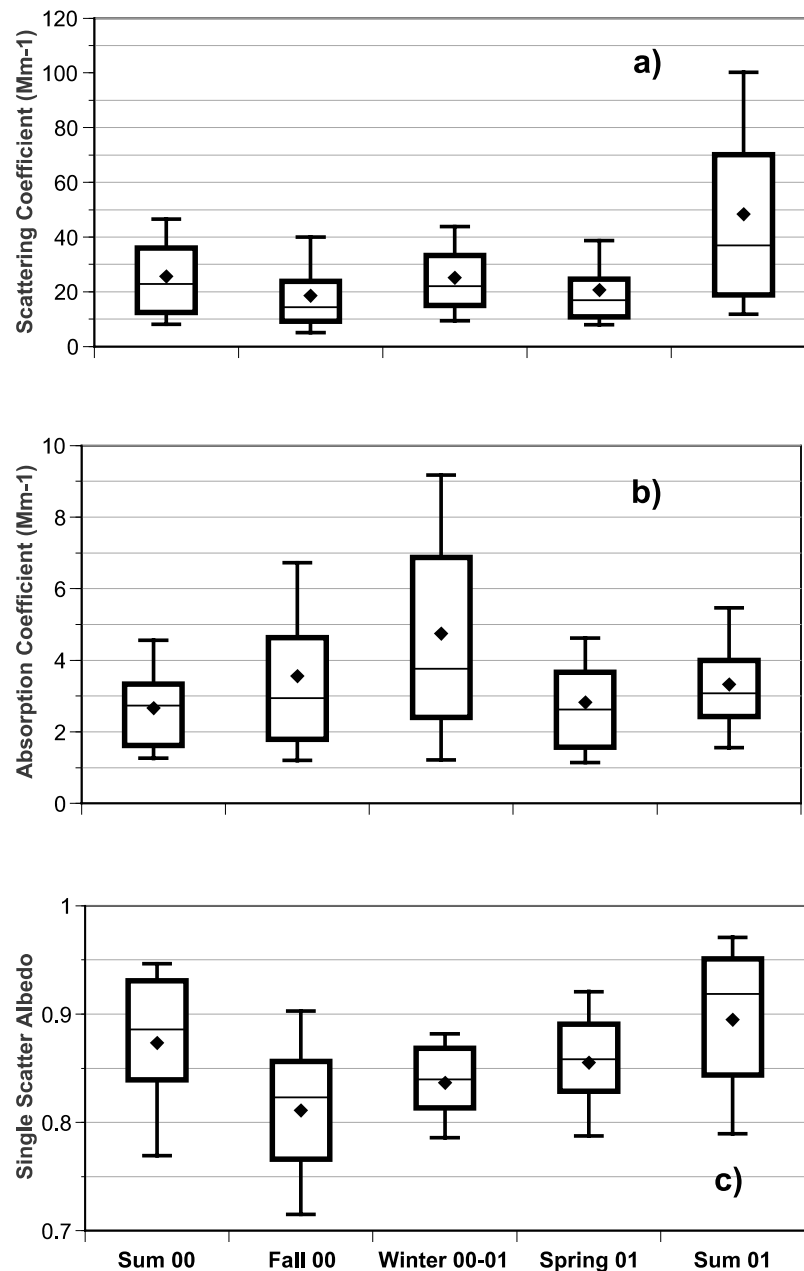 120
100
80
60
40
20
0
Scattering Coefficient (Mm-1)
a)
10
8
6
4
2
0
Absorption Coefficient (Mm-1)
b)
1
0.9
0.8
0.7
Single Scatter Albedo
c)
Sum 00 Fall 00 Winter 00-01 Spring 01 Sum 01